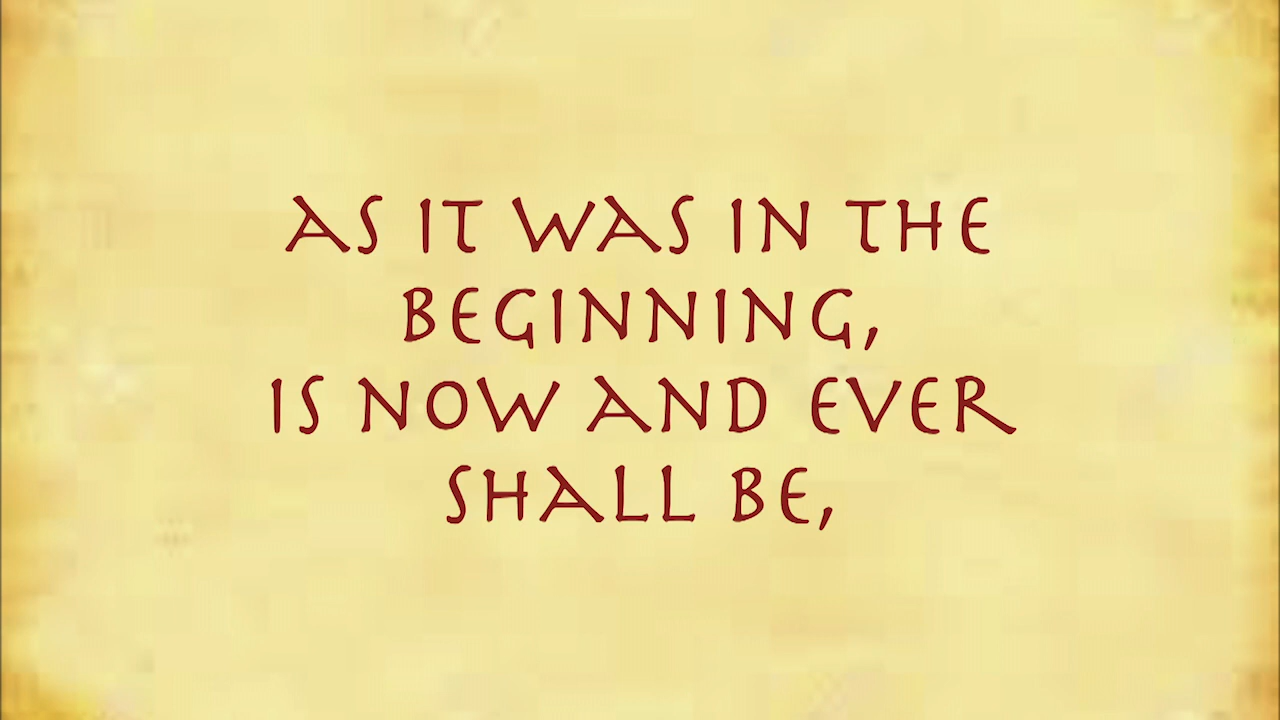 AS IT WAS IN THE
BEGINNING,
IS NOW AND EVER
SHALL BE,